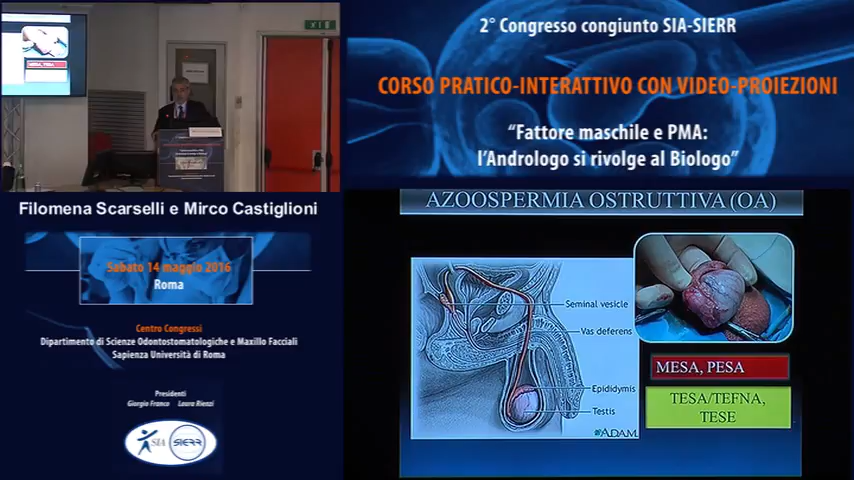 2° Congresso congiunto SIA-SIERR
CORSO PRATICO-INTERATTIVO CON VIDEO-PROIEZIONI
“Fattore maschile e PMA:
l’Andrologo si rivolge al Biologo”
Filomena Scarselli e Mirco Castiglioni
Sabato 14 maggio 2016
Roma
Centro Congressi
Dipartimento di Scienze Odontostomatologiche e Maxillo Facciali
Sapienza Università di Roma
Presidenti
Giorgio Franco Laura Rienzi
SIA
SIERR
AZOOSPERMIA OSTRUTTIVA (OA)
Seminal vesicle
Vas deferens
Epididymis
Testis
ADAM
MESA, PESA
TESA/TEFNA,
TESE